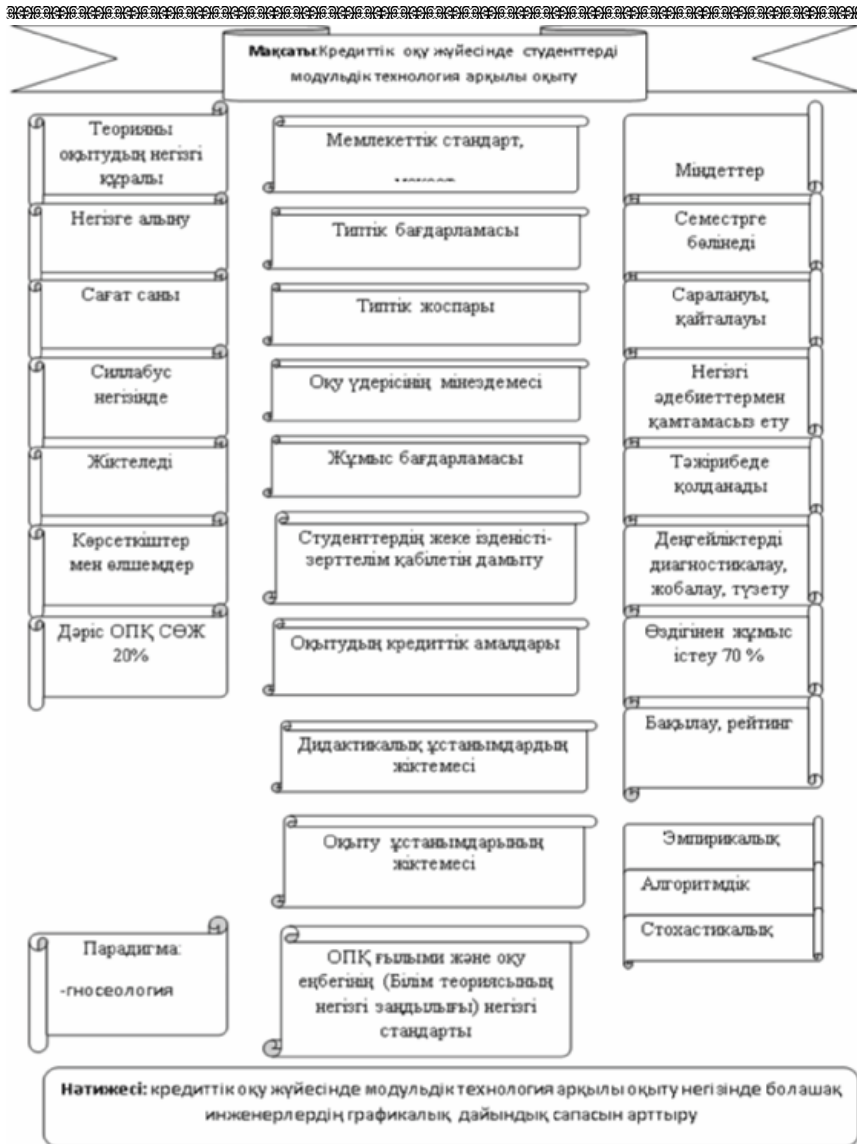 Мақсаты:Кредиттік оқу жүйесінде студенттерді
модульдік технология арқылы оқыту
Теорияны
оқытудың негізгі
құралы
Негізге алыну
Сағат саны
Силлабус
негізінде
Жіктеледі
Көрсеткіштер
мен өлшемдер
Дәріс ОПҚ СӨЖ
20%
Парадигма:
-гносеология
Мемлекеттік стандарт,
Типтік бағдарламасы
Типтік жоспары
Оқу үдерісінің мінездемесі
Жұмыс бағдарламасы
Студенттердің жеке ізденісті-
зерттелім қабілетін дамыту
Оқытудың кредиттік амалдары
Дидактикалық ұстанымдардың
жіктемесі
Оқыту ұстанымдарының
жіктемесі
ОПҚ ғылыми және оқу
еңбегінің (Білім теориясының
негізгі заңдылығы) негізгі
стандарты
Міндеттер
Семестрге
бөлінеді
Саралануы,
қайталауы
Негізгі
әдебиеттермен
қамтамасыз ету
Тәжірибеде
қолданады
Деңгейліктерді
диагностикалау,
жобалау, түзету
Өздігінен жұмыс
істеу 70 %
Бақылау, рейтинг
Эмпирикалық
Алгоритмдік
Стохастикалық
Нәтижесі: кредиттік оқу жүйесінде модульдік технология арқылы оқыту негізінде болашақ
инженерлердің графикалық дайындық сапасын арттыру